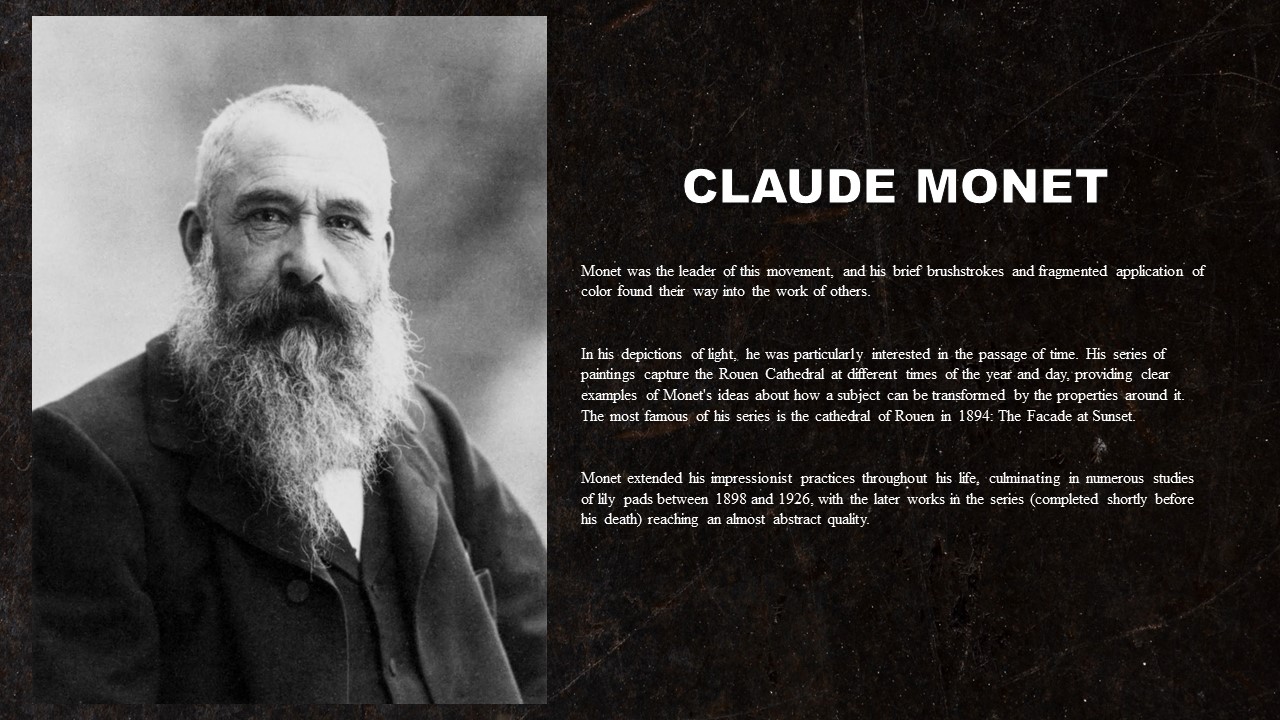 CLAUDE MONET
Monet was the leader of this movement, and his brief brushstrokes and fragmented application of
color found their way into the work of others.
In his depictions of light, he was particularly interested in the passage of time. His series of
paintings capture the Rouen Cathedral at different times of the year and day, providing clear
examples of Monet's ideas about how a subject can be transformed by the properties around it.
The most famous of his series is the cathedral of Rouen in 1894: The Facade at Sunset.
Monet extended his impressionist practices throughout his life, culminating in numerous studies
of lily pads between 1898 and 1926, with the later works in the series (completed shortly before
his death) reaching an almost abstract quality.